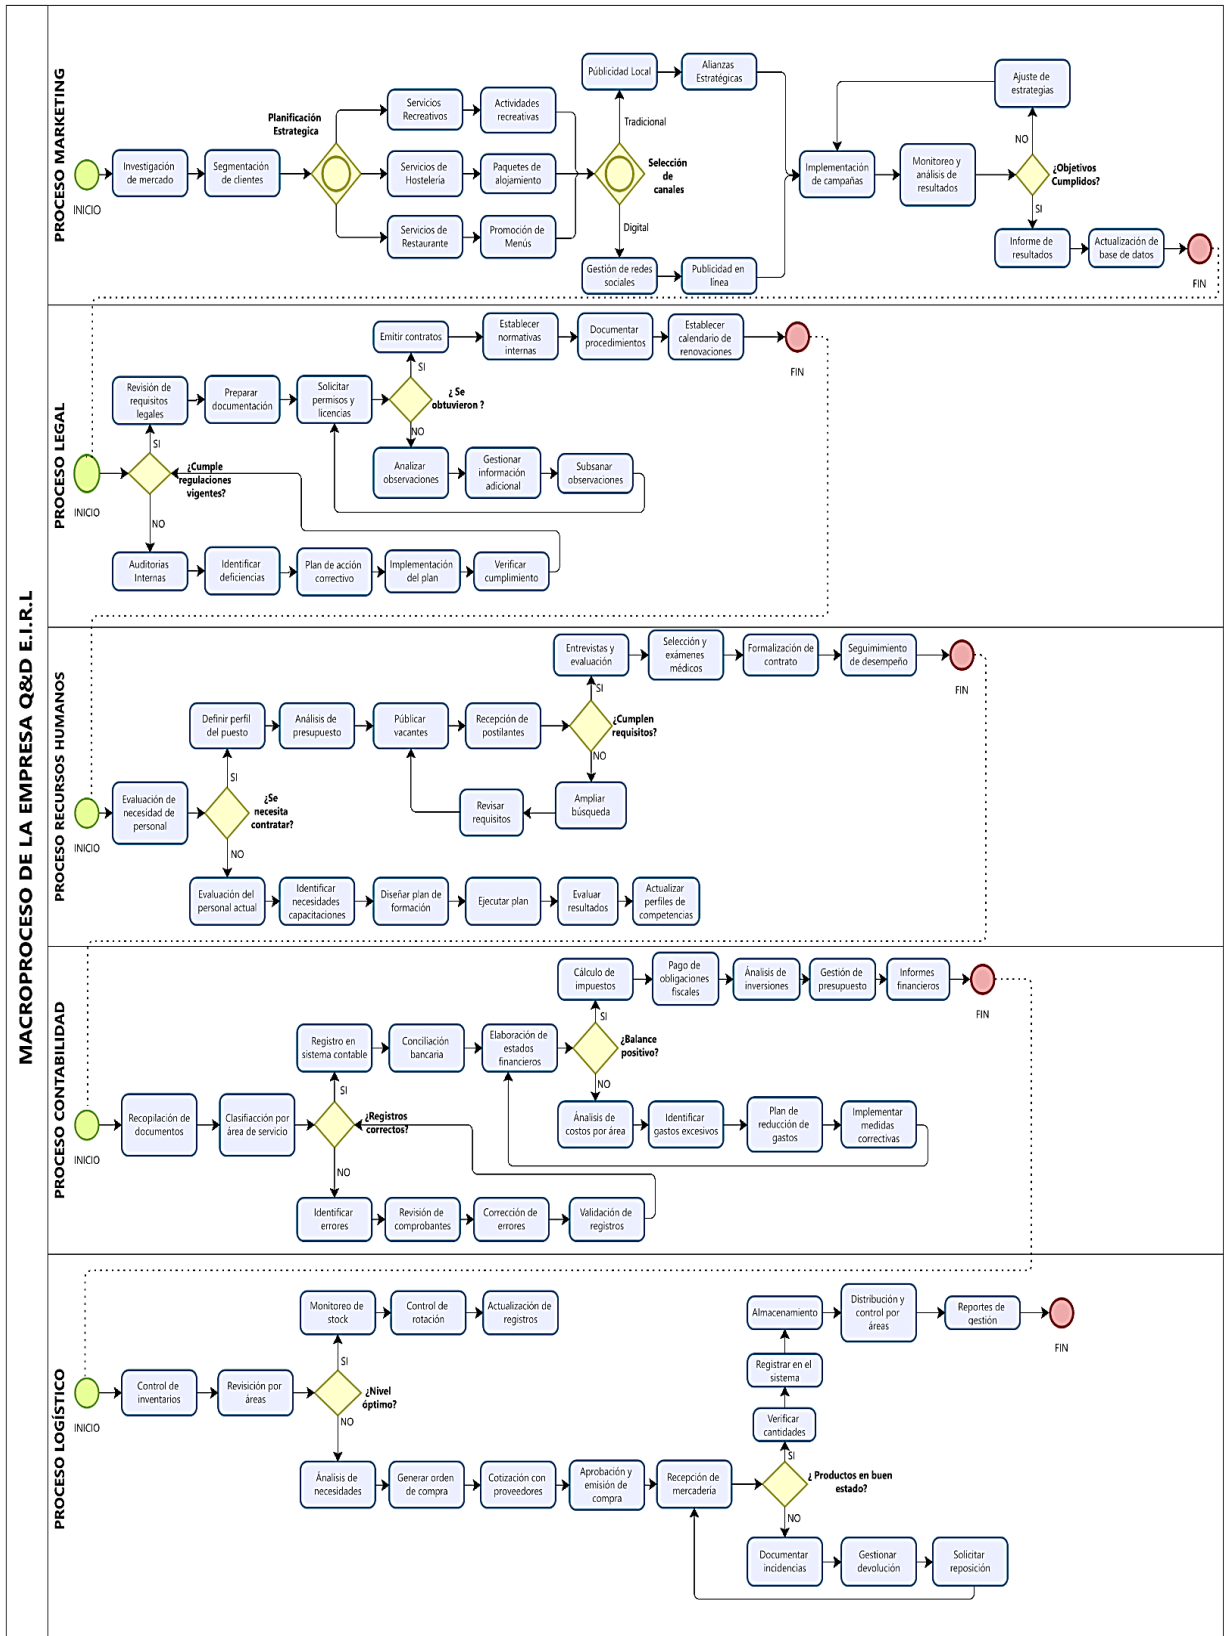 MACROPROCESO DE LA EMPRESA Q&D E.I.R.L
PROCESO MARKETING
INICIO
Investigación
de mercado
Segmentación
de clientes
Planificación
Estrategica
Servicios
Recreativos
Actividades
recreativas
Servicios de
Hostelería
Paquetes de
alojamiento
Servicios de
Restaurante
Promoción de
Menús
Selección
de
canales
Tradicional
Públicidad Local
Alianzas
Estratégicas
Digital
Gestión de redes
sociales
Publicidad en
línea
Implementación
de campañas
Monitoreo y
análisis de
resultados
¿Objetivos
Cumplidos?
NO
Ajuste de
estrategias
SI
Informe de
resultados
Actualización de
base de datos
FIN
PROCESO LEGAL
INICIO
¿Cumple
regulaciones
vigentes?
SI
Revisión de
requisitos
legales
Preparar
documentación
Solicitar
permisos y
licencias
¿ Se
obtuvieron ?
SI
Emitir contratos
Establecer
normativas
internas
Documentar
procedimientos
Establecer
calendario de
renovaciones
FIN
NO
Analizar
observaciones
Gestionar
información
adicional
Subsanar
observaciones
NO
Auditorias
Internas
Identificar
deficiencias
Plan de acción
correctivo
Implementación
del plan
Verificar
cumplimiento
PROCESO RECURSOS HUMANOS
INICIO
Evaluación de
necesidad de
personal
¿Se
necesita
contratar?
SI
Definir perfil
del puesto
Análisis de
presupuesto
Públicar
vacantes
Recepción de
postilantes
¿Cumplen
requisitos?
SI
Entrevistas y
evaluación
Selección y
exámenes
médicos
Formalización de
contrato
Seguimimiento
de desempeño
FIN
NO
Ampliar
búsqueda
Revisar
requisitos
NO
Evaluación del
personal actual
Identificar
necesidades
capacitaciones
Diseñar plan de
formación
Ejecutar plan
Evaluar
resultados
Actualizar
perfiles de
competencias
PROCESO CONTABILIDAD
INICIO
Recopilación de
documentos
Clasifiacción por
área de servicio
¿Registros
correctos?
SI
Registro en
sistema contable
Conciliación
bancaria
Elaboración de
estados
financieros
¿Balance
positivo?
SI
Cálculo de
impuestos
Pago de
obligaciones
fiscales
Ánalisis de
inversiones
Gestión de
presupuesto
Informes
financieros
FIN
NO
Ánalisis de
costos por área
Identificar
gastos excesivos
Plan de
reducción de
gastos
Implementar
medidas
correctivas
NO
Identificar
errores
Revisión de
comprobantes
Corrección de
errores
Validación de
registros
PROCESO LOGÍSTICO
INICIO
Control de
inventarios
Revisición por
áreas
¿Nivel
óptimo?
SI
Monitoreo de
stock
Control de
rotación
Actualización de
registros
NO
Ánalisis de
necesidades
Generar orden
de compra
Cotización con
proveedores
Aprobación y
emisión de
compra
Recepción de
mercadería
¿ Productos en buen
estado?
SI
Verificar
cantidades
Registrar en el
sistema
Almacenamiento
Distribución y
control por
áreas
Reportes de
gestión
FIN
NO
Documentar
incidencias
Gestionar
devolución
Solicitar
reposición